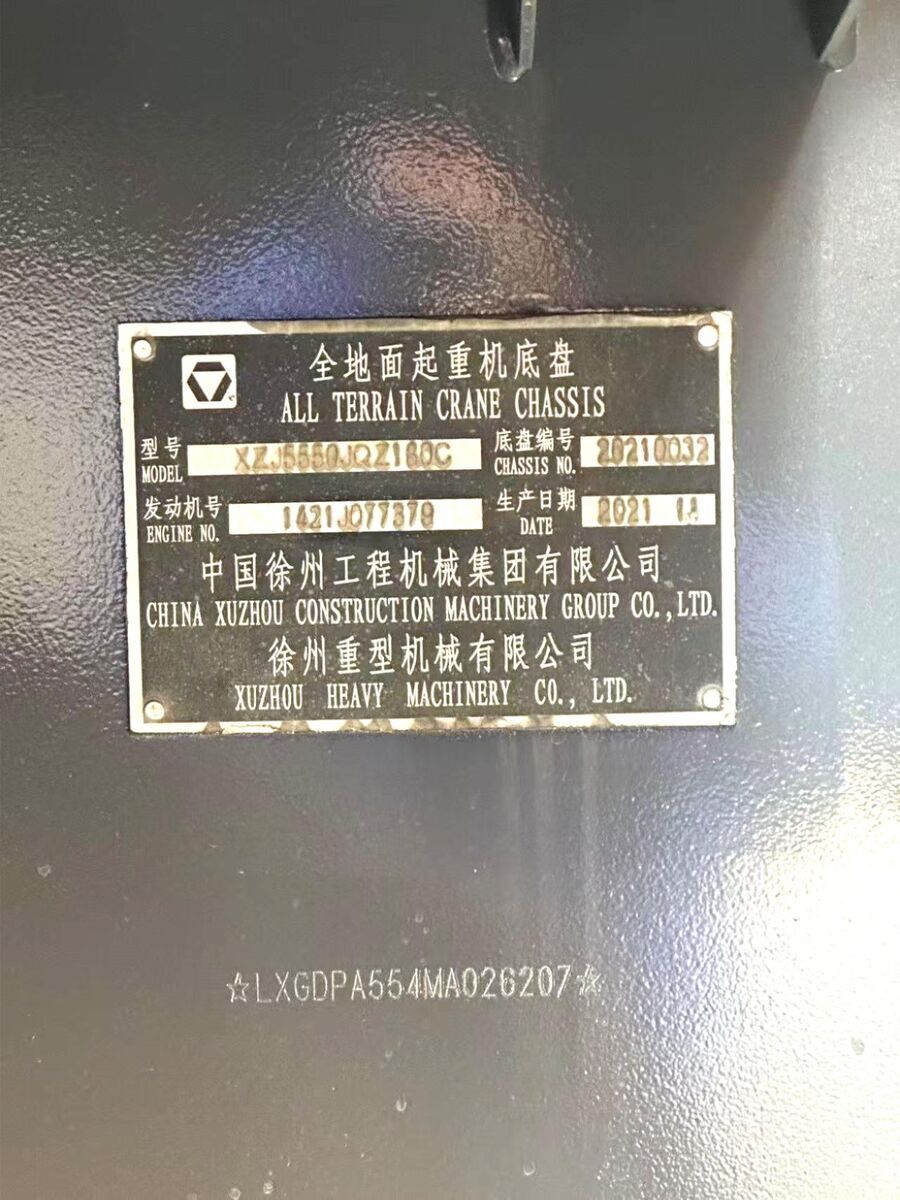 全地面起重机底盘
ALL TERRAIN CRANE CHASSIS
型号 MODEL XZJ5550JQZ160C 底盘编号 CHASSIS NO. 20210032
发动机号 ENGINE NO. 1421J077379 生产日期 DATE 2021
中国徐州工程机械集团有限公司
CHINA XUZHOU CONSTRUCTION MACHINERY GROUP CO.,LTD.
徐州重型机械有限公司
XUZHOU HEAVY MACHINERY CO., LTD.
☆LXGDPA554MA026207☆